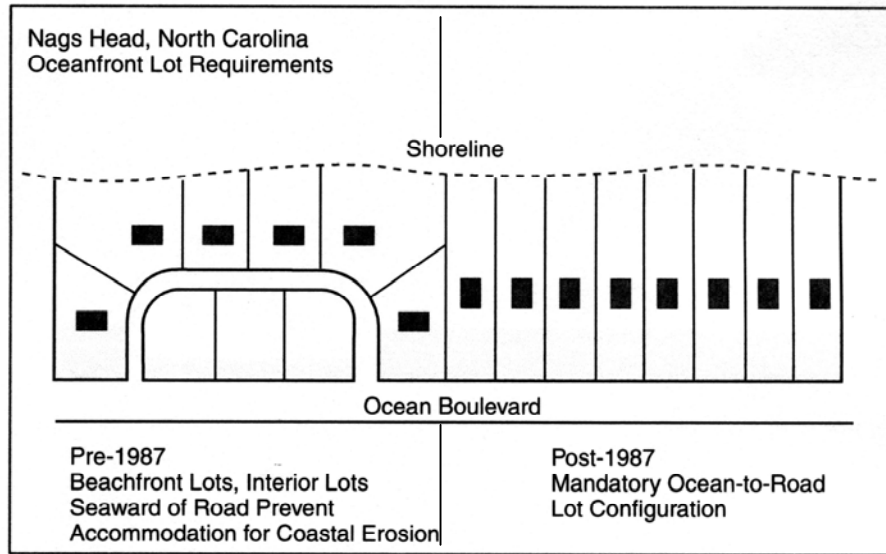 Nags Head, North Carolina
Oceanfront Lot Requirements
Shoreline
Ocean Boulevard
Pre-1987
Beachfront Lots, Interior Lots
Seaward of Road Prevent
Accommodation for Coastal Erosion
Post-1987
Mandatory Ocean-to-Road
Lot Configuration